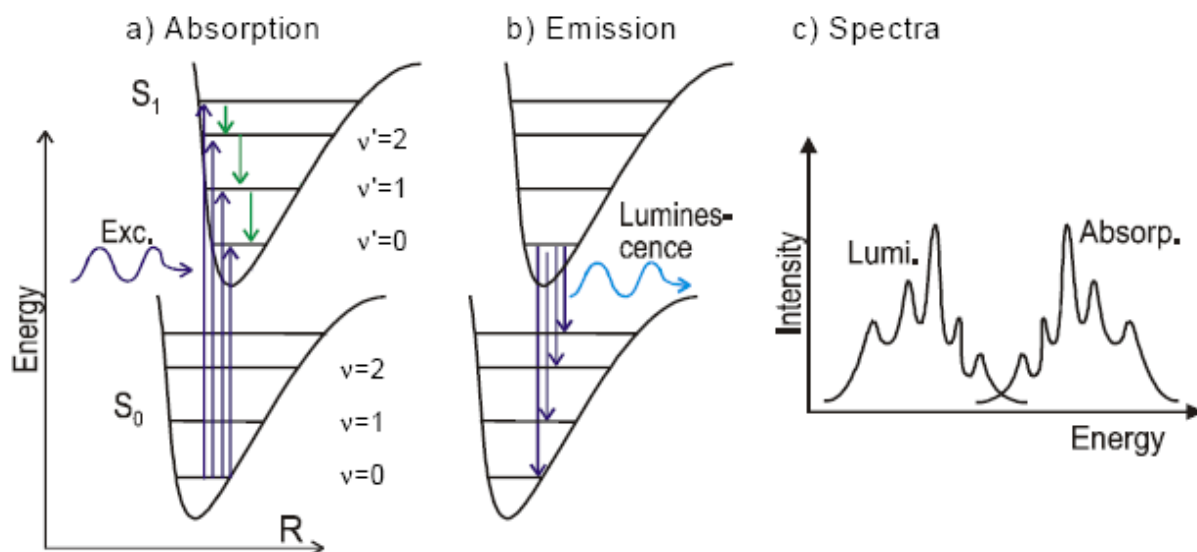 a) Absorption
b) Emission
c) Spectra
S₁
ν'=2
ν'=1
ν'=0
Exc.
Energy
S₀
ν=2
ν=1
ν=0
R
Lumines-
cence
Lumi.
Absorp.
Intensity
Energy